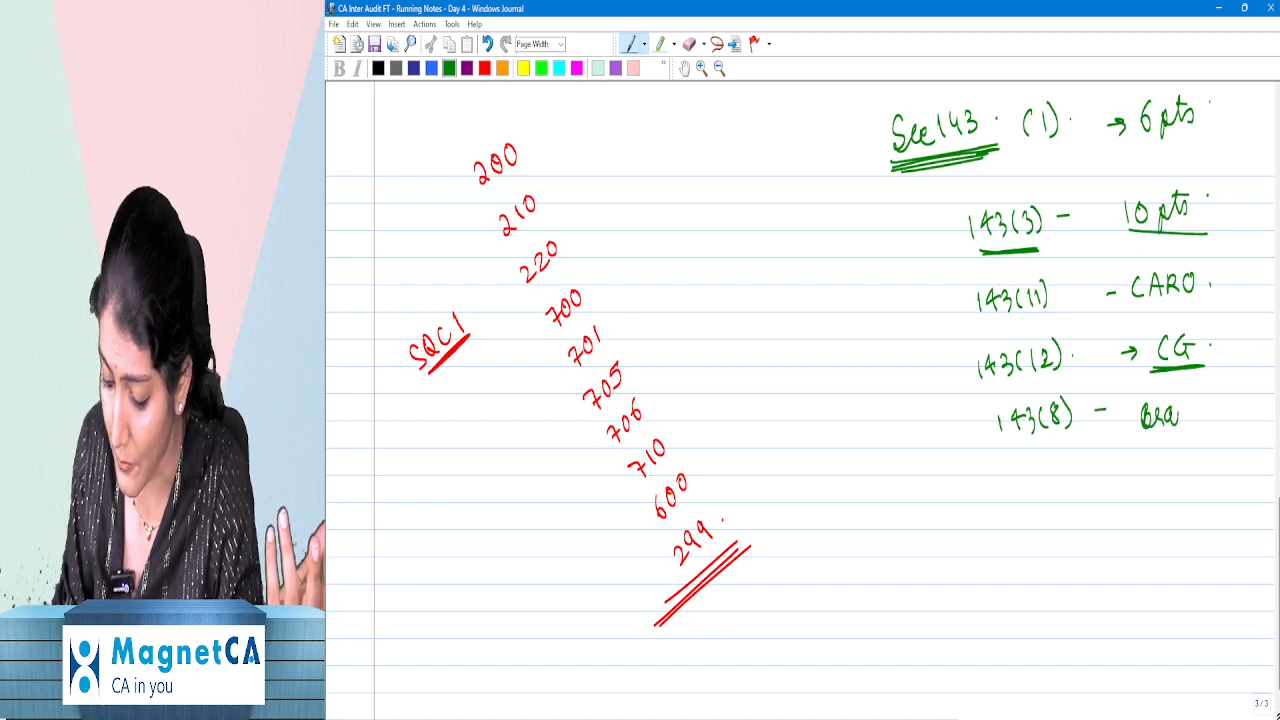 CA Inter Audit FT - Running Notes - Day 4 - Windows Journal
File Edit View Insert Actions Tools Help
Page Width
B I
200
210
220
700
701
705
706
710
600
299.
SQC1
Sec 143. (1). → 6 pts.
143(3) - 10 pts.
143(11) - CARO.
143(12). → CG.
143(8) - Bra
MagnetCA
CA in you
3/3